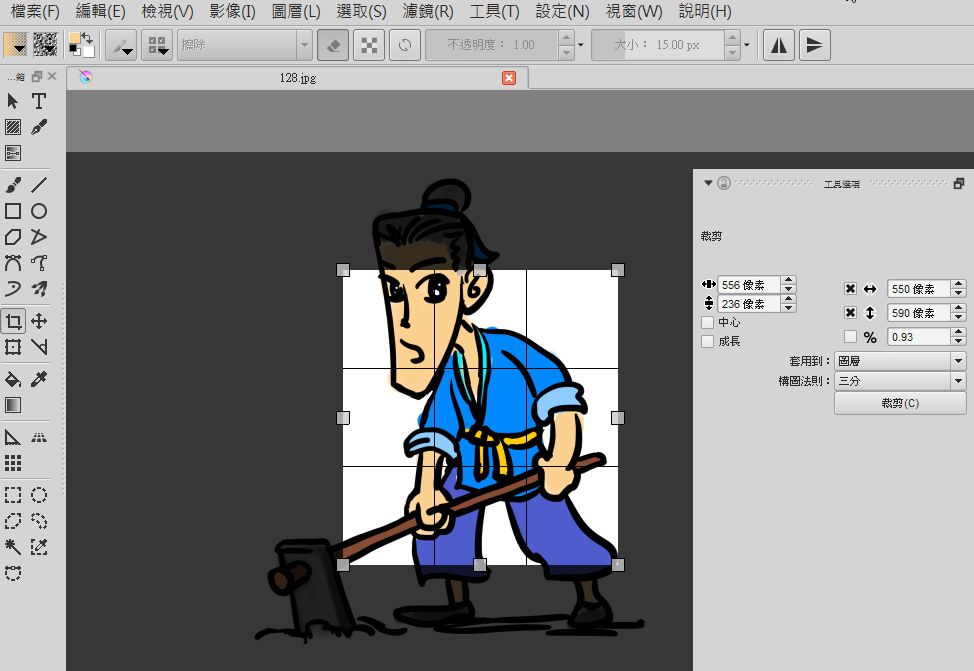 檔案(F) 編輯(E) 檢視(V) 影像(I) 圖層(L) 選取(S) 濾鏡(R) 工具(T) 設定(N) 視窗(W) 說明(H)
擦除 不透明度： 1.00 大小： 15.00 px
...箱 128.jpg
工具選項
裁剪
556 像素 550 像素
236 像素 590 像素
中心 % 0.93
成長
套用到： 圖層
構圖法則： 三分
裁剪(C)